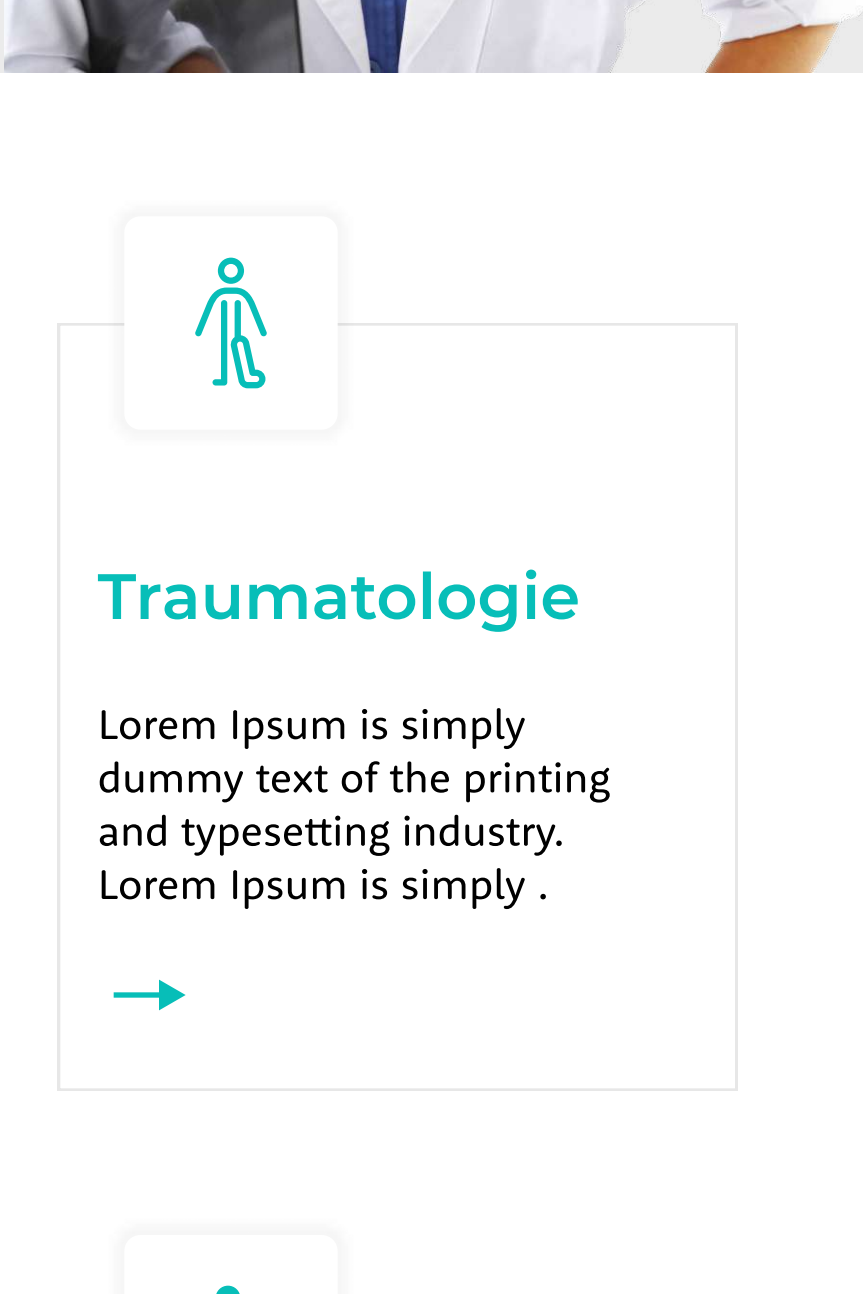 Traumatologie
Lorem Ipsum is simply
dummy text of the printing
and typesetting industry.
Lorem Ipsum is simply .